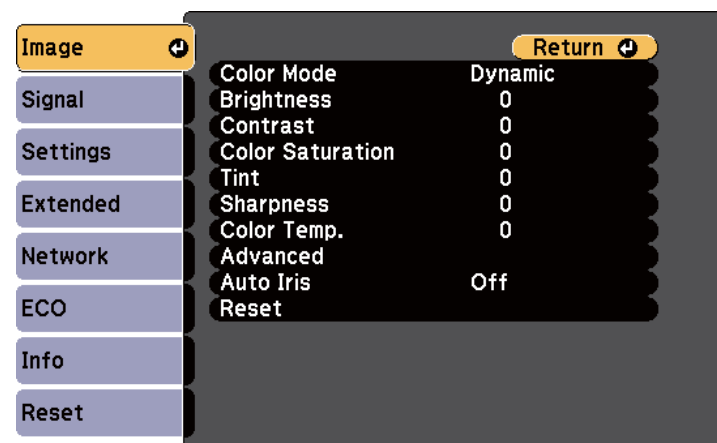 Image
Signal
Settings
Extended
Network
ECO
Info
Reset
Return
Color Mode Dynamic
Brightness 0
Contrast 0
Color Saturation 0
Tint 0
Sharpness 0
Color Temp. 0
Advanced
Auto Iris Off
Reset